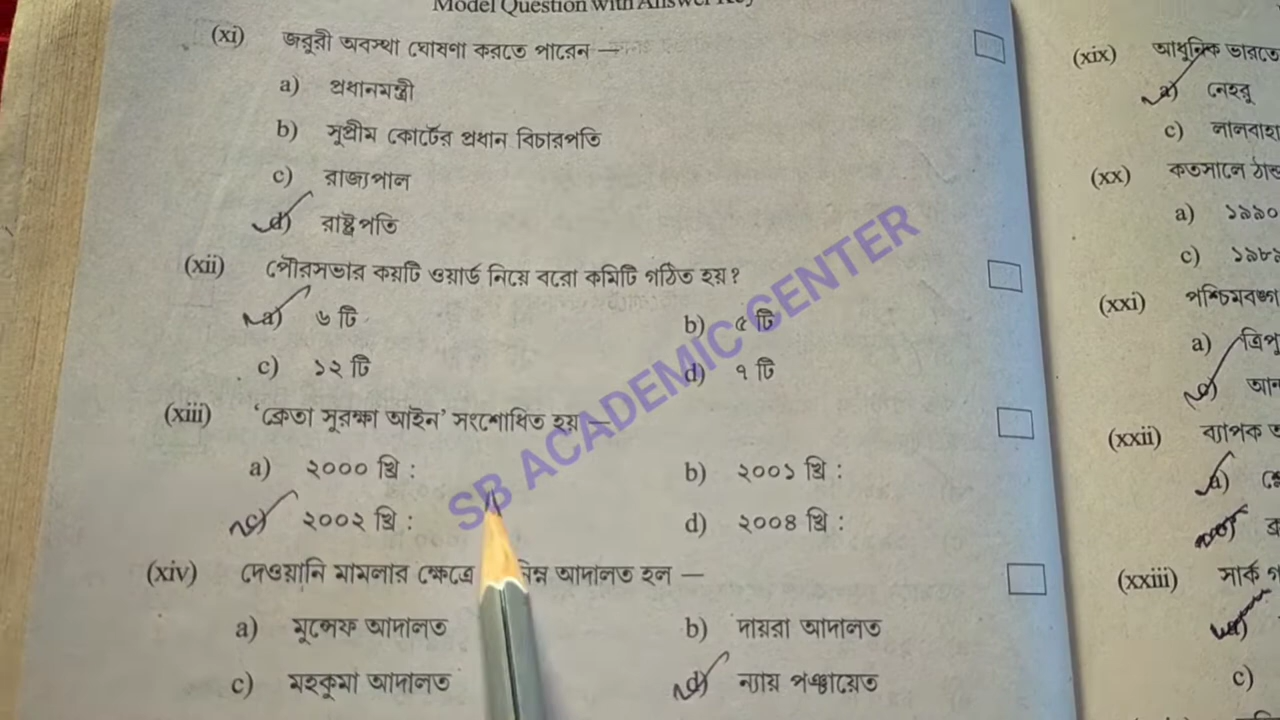 Model Question With Answer Key
(xi) জরুরী অবস্থা ঘোষণা করতে পারেন —
a) প্রধানমন্ত্রী
b) সুপ্রীম কোর্টের প্রধান বিচারপতি
c) রাজ্যপাল
d) রাষ্ট্রপতি
(xii) পৌরসভার কয়টি ওয়ার্ড নিয়ে বরো কমিটি গঠিত হয়?
a) ৬ টি
b) ৫ টি
c) ১২ টি
d) ৭ টি
(xiii) 'ক্রেতা সুরক্ষা আইন' সংশোধিত হয় —
a) ২০০০ খ্রি :
b) ২০০১ খ্রি :
c) ২০০২ খ্রি :
d) ২০০৪ খ্রি :
(xiv) দেওয়ানি মামলার ক্ষেত্রে নিম্ন আদালত হল —
a) মুন্সেফ আদালত
b) দায়রা আদালত
c) মহকুমা আদালত
d) ন্যায় পঞ্চায়েত
SB ACADEMIC CENTER
(xix) আধুনিক ভারতে
a) নেহরু
c)
(xx) কতসালে
a) ১৯৯০
c)
(xxi) পশ্চিমবঙ্গ
a)
(xxii) ব্যাপক
(xxiii) সার্ক
c)